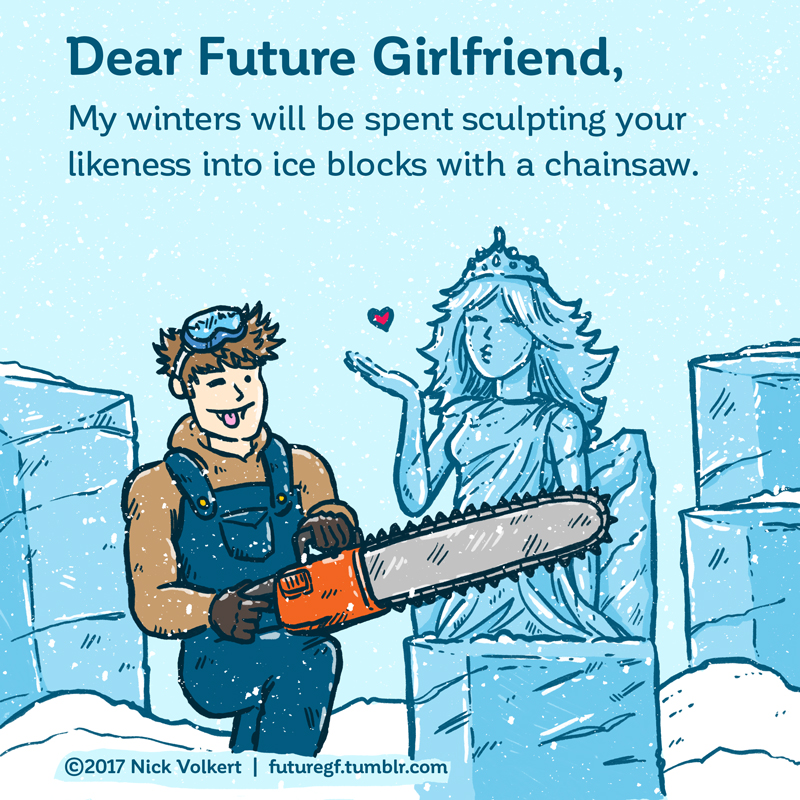 Dear Future Girlfriend,
My winters will be spent sculpting your
likeness into ice blocks with a chainsaw.
©2017 Nick Volkert | futuregf.tumblr.com